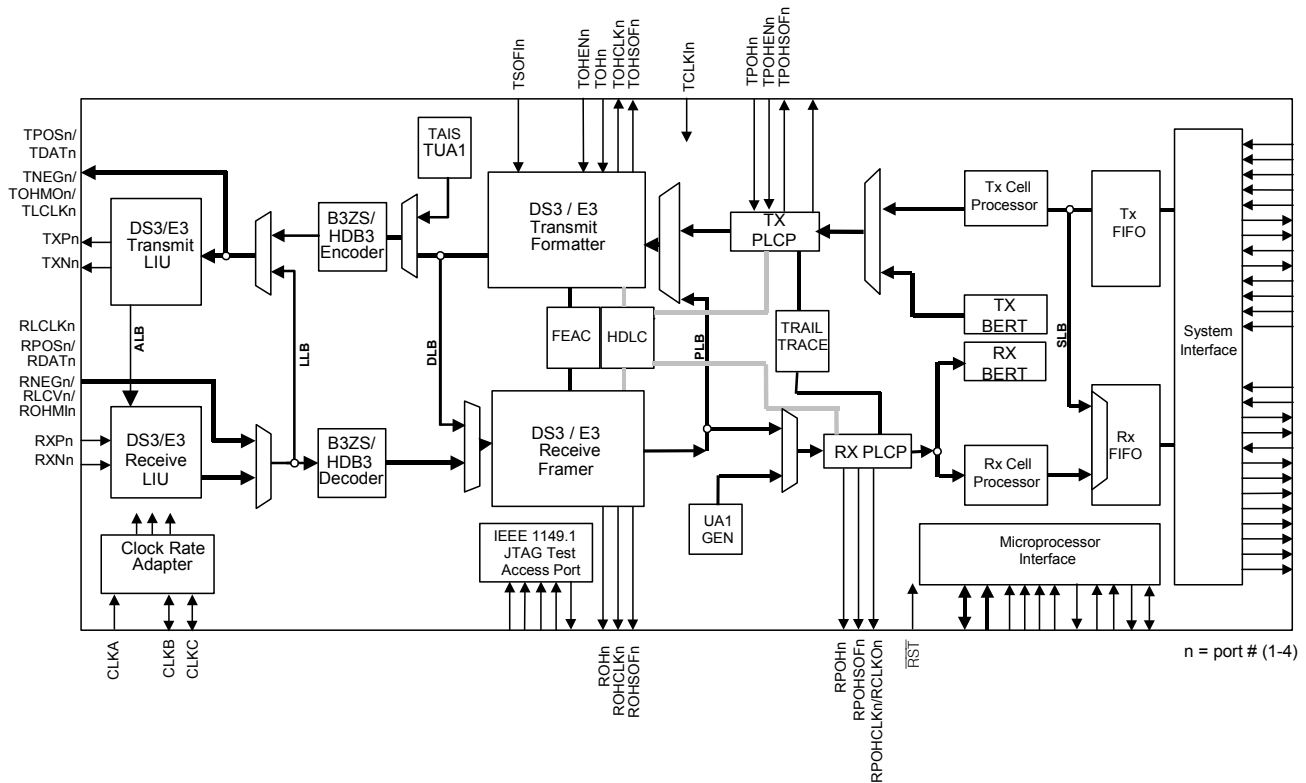 TSOFIn
TOHENn
TOHn
TOHCLKn
TOHSOFn
TCLKIn
TPOHn
TPOHENn
TPOHSOFn
TPOSn/
TDATn
TNEGn/
TOHMOn/
TLCLKn
TXPn
TXNn
RLCLKn
RPOSn/
RDATn
RNEGn/
RLCVn/
ROHMIn
RXPn
RXNn
DS3/E3
Transmit
LIU
ALB
DS3/E3
Receive
LIU
Clock Rate
Adapter
CLKA
CLKB
CLKC
LLB
TAIS
TUA1
B3ZS/
HDB3
Encoder
B3ZS/
HDB3
Decoder
DLB
DS3 / E3
Transmit
Formatter
FEAC
HDLC
DS3 / E3
Receive
Framer
IEEE 1149.1
JTAG Test
Access Port
ROHn
ROHCLKn
ROHSOFn
PLB
UA1
GEN
TX
PLCP
TRAIL
TRACE
RX PLCP
RPOHn
RPOHSOFn
RPOHCLKn/RCLKOn
Tx Cell
Processor
TX
BERT
RX
BERT
Rx Cell
Processor
SLB
Tx
FIFO
Rx
FIFO
System
Interface
Microprocessor
Interface
RST
n = port # (1-4)